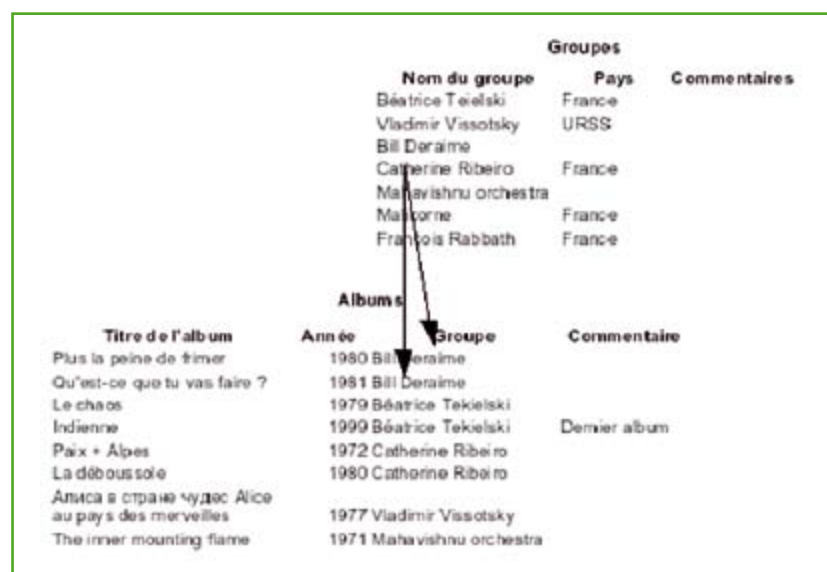 Groupes
Nom du groupe Pays Commentaires
Béatrice Teielski France
Vladimir Vissotsky URSS
Bill Deraime
Catherine Ribeiro France
Mahavishnu orchestra
Malicorne France
François Rabbath France
Albums
Titre de l'album Année Groupe Commentaire
Plus la peine de frimer 1980 Bill Deraime
Qu'est-ce que tu vas faire ? 1981 Bill Deraime
Le chaos 1979 Béatrice Tekielski
Indienne 1999 Béatrice Tekielski Dernier album
Paix + Alpes 1972 Catherine Ribeiro
La déboussole 1980 Catherine Ribeiro
Алиса в стране чудес Alice
au pays des merveilles 1977 Vladimir Vissotsky
The inner mounting flame 1971 Mahavishnu orchestra